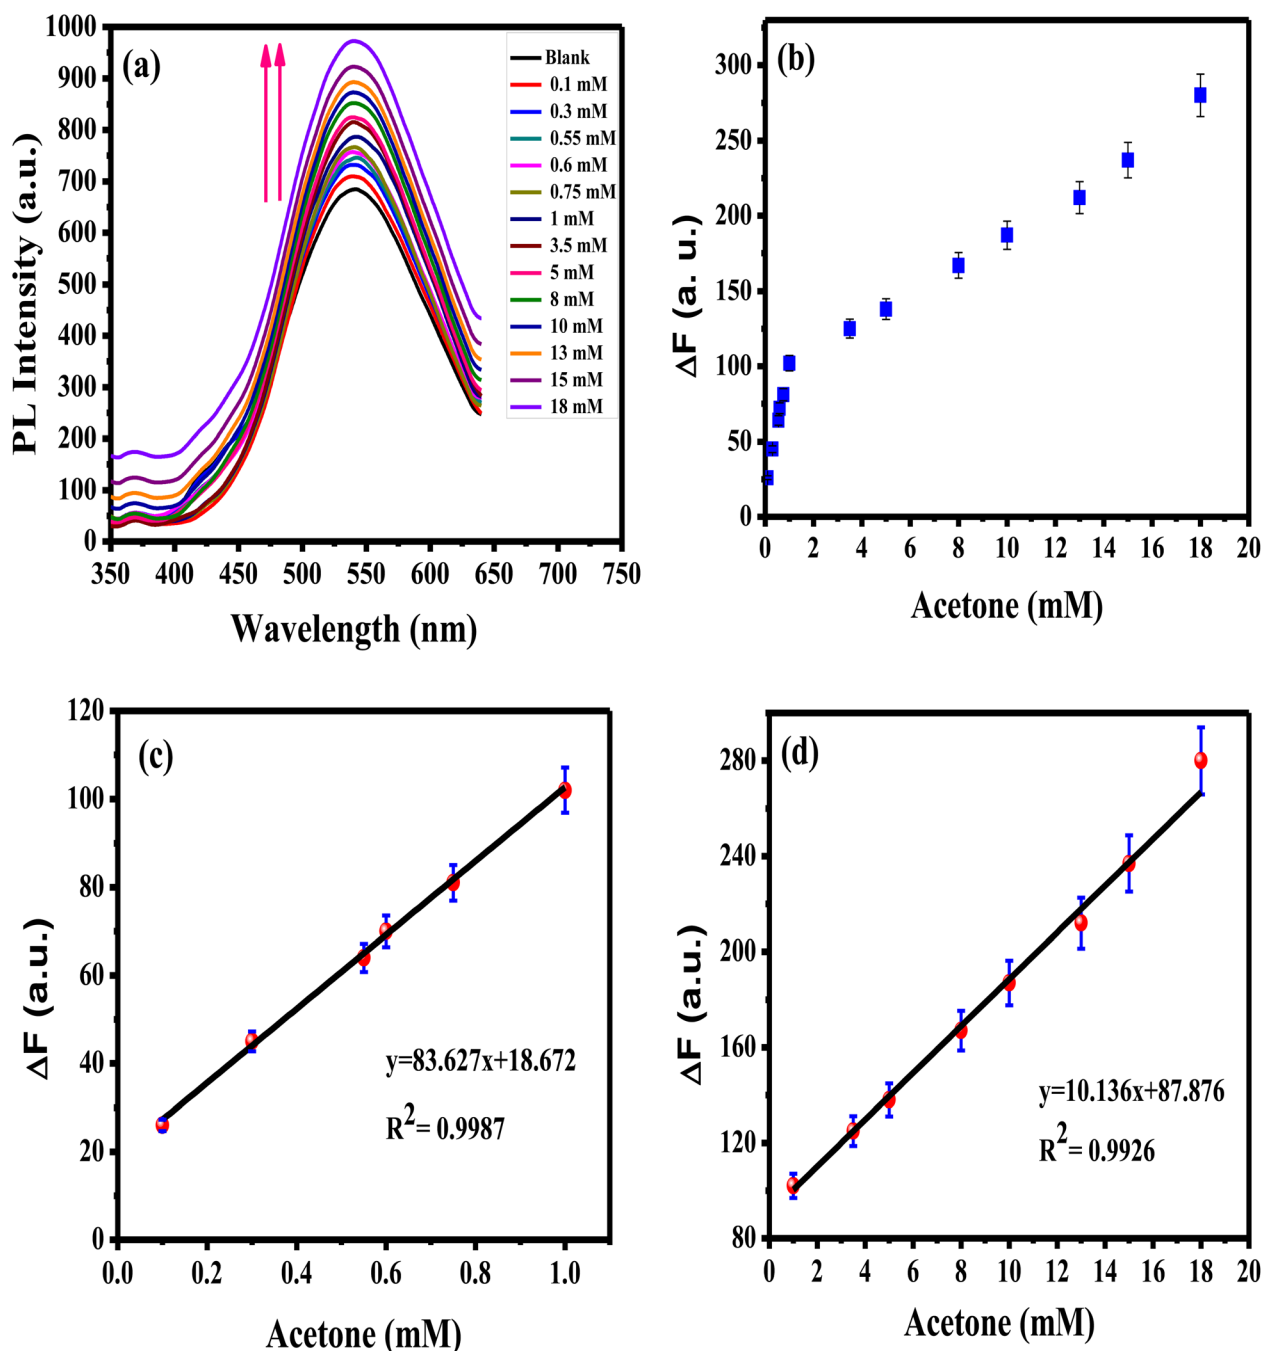 (a)
1000
900
800
700
600
500
400
300
200
100
0
350 400 450 500 550 600 650 700 750
PL Intensity (a.u.)
Wavelength (nm)
Blank
0.1 mM
0.3 mM
0.55 mM
0.6 mM
0.75 mM
1 mM
3.5 mM
5 mM
8 mM
10 mM
13 mM
15 mM
18 mM
(b)
300
250
200
150
100
50
0
0 2 4 6 8 10 12 14 16 18 20
ΔF (a. u.)
Acetone (mM)
(c)
120
100
80
60
40
20
0
0.0 0.2 0.4 0.6 0.8 1.0
ΔF (a.u.)
Acetone (mM)
y=83.627x+18.672
R²= 0.9987
(d)
280
240
200
160
120
80
0 2 4 6 8 10 12 14 16 18 20
ΔF (a.u.)
Acetone (mM)
y=10.136x+87.876
R²= 0.9926